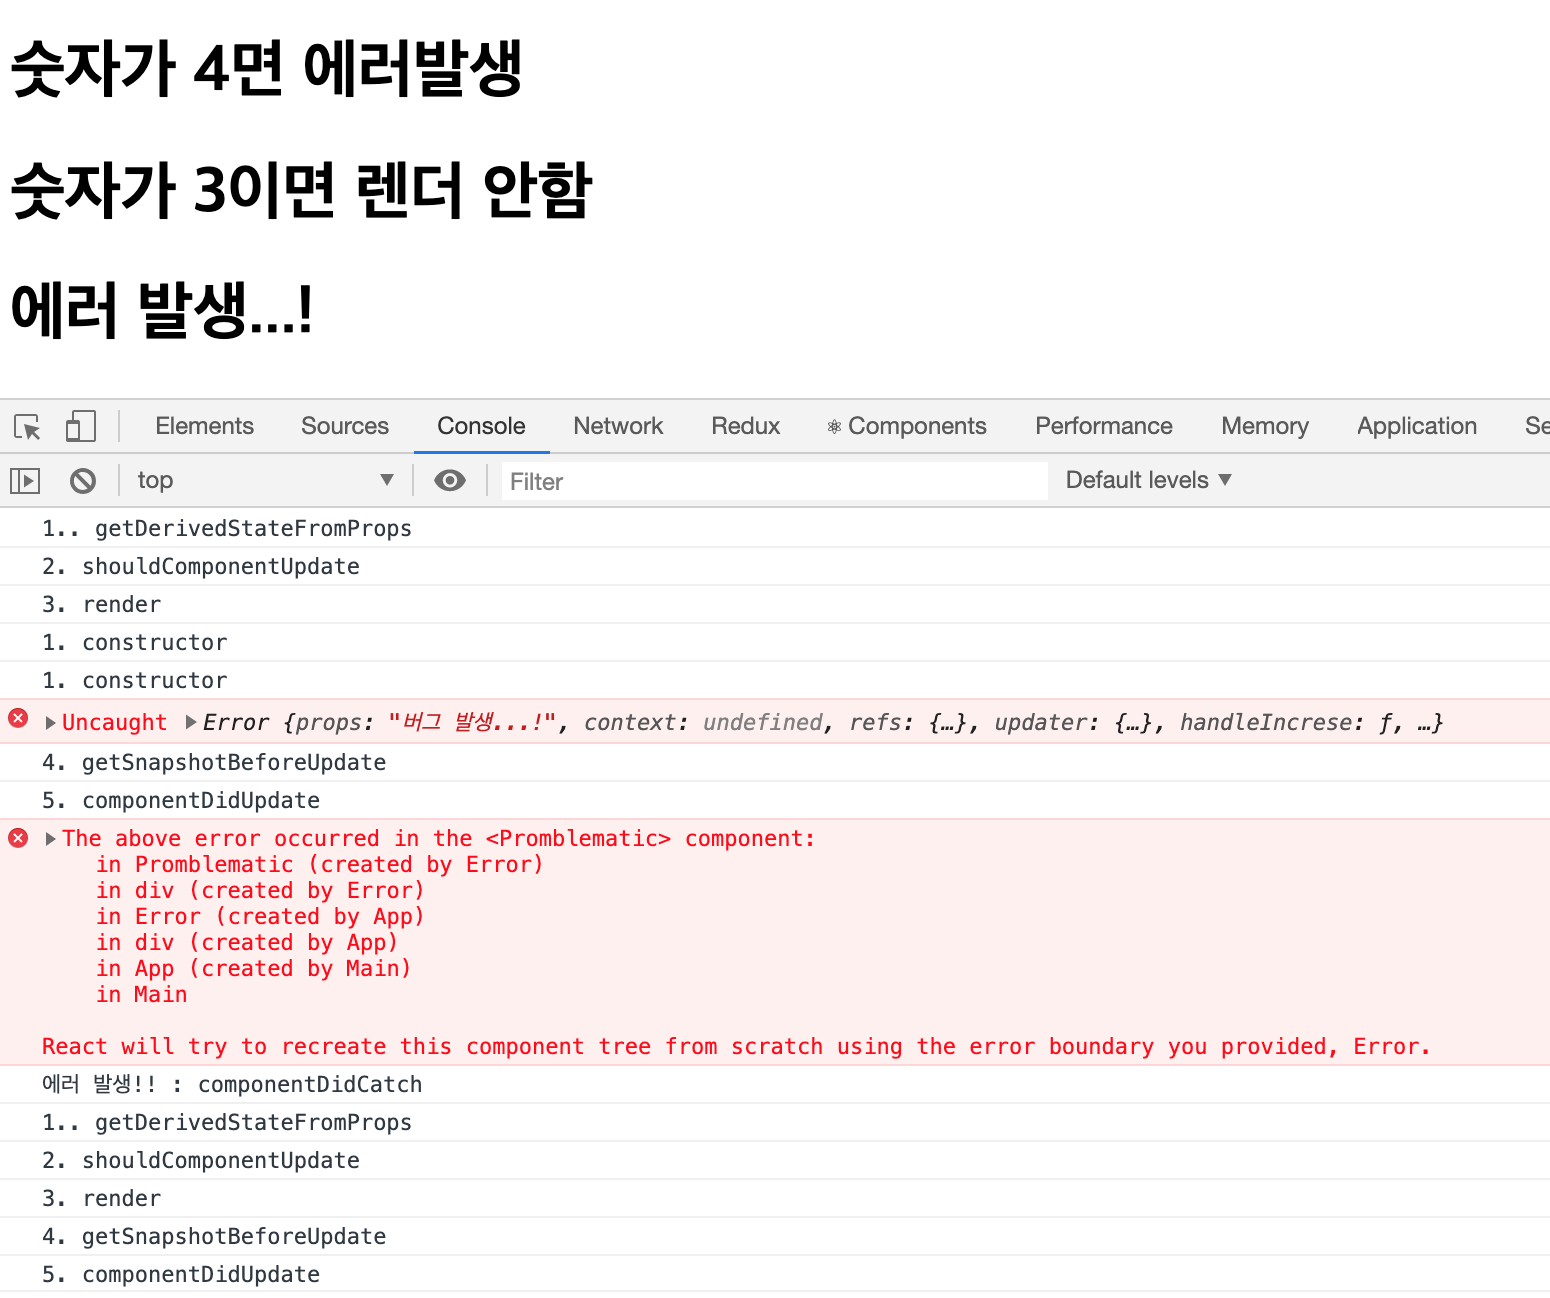 숫자가 4면 에러발생
숫자가 3이면 렌더 안함
에러 발생...!
Elements Sources Console Network Redux ⚛ Components Performance Memory Application Se
top ▼ Filter Default levels ▼
1.. getDerivedStateFromProps
2. shouldComponentUpdate
3. render
1. constructor
1. constructor
▶Uncaught ▶Error {props: "버그 발생...!", context: undefined, refs: {…}, updater: {…}, handleIncrese: ƒ, …}
4. getSnapshotBeforeUpdate
5. componentDidUpdate
▶The above error occurred in the <Promblematic> component:
in Promblematic (created by Error)
in div (created by Error)
in Error (created by App)
in div (created by App)
in App (created by Main)
in Main
React will try to recreate this component tree from scratch using the error boundary you provided, Error.
에러 발생!! : componentDidCatch
1.. getDerivedStateFromProps
2. shouldComponentUpdate
3. render
4. getSnapshotBeforeUpdate
5. componentDidUpdate